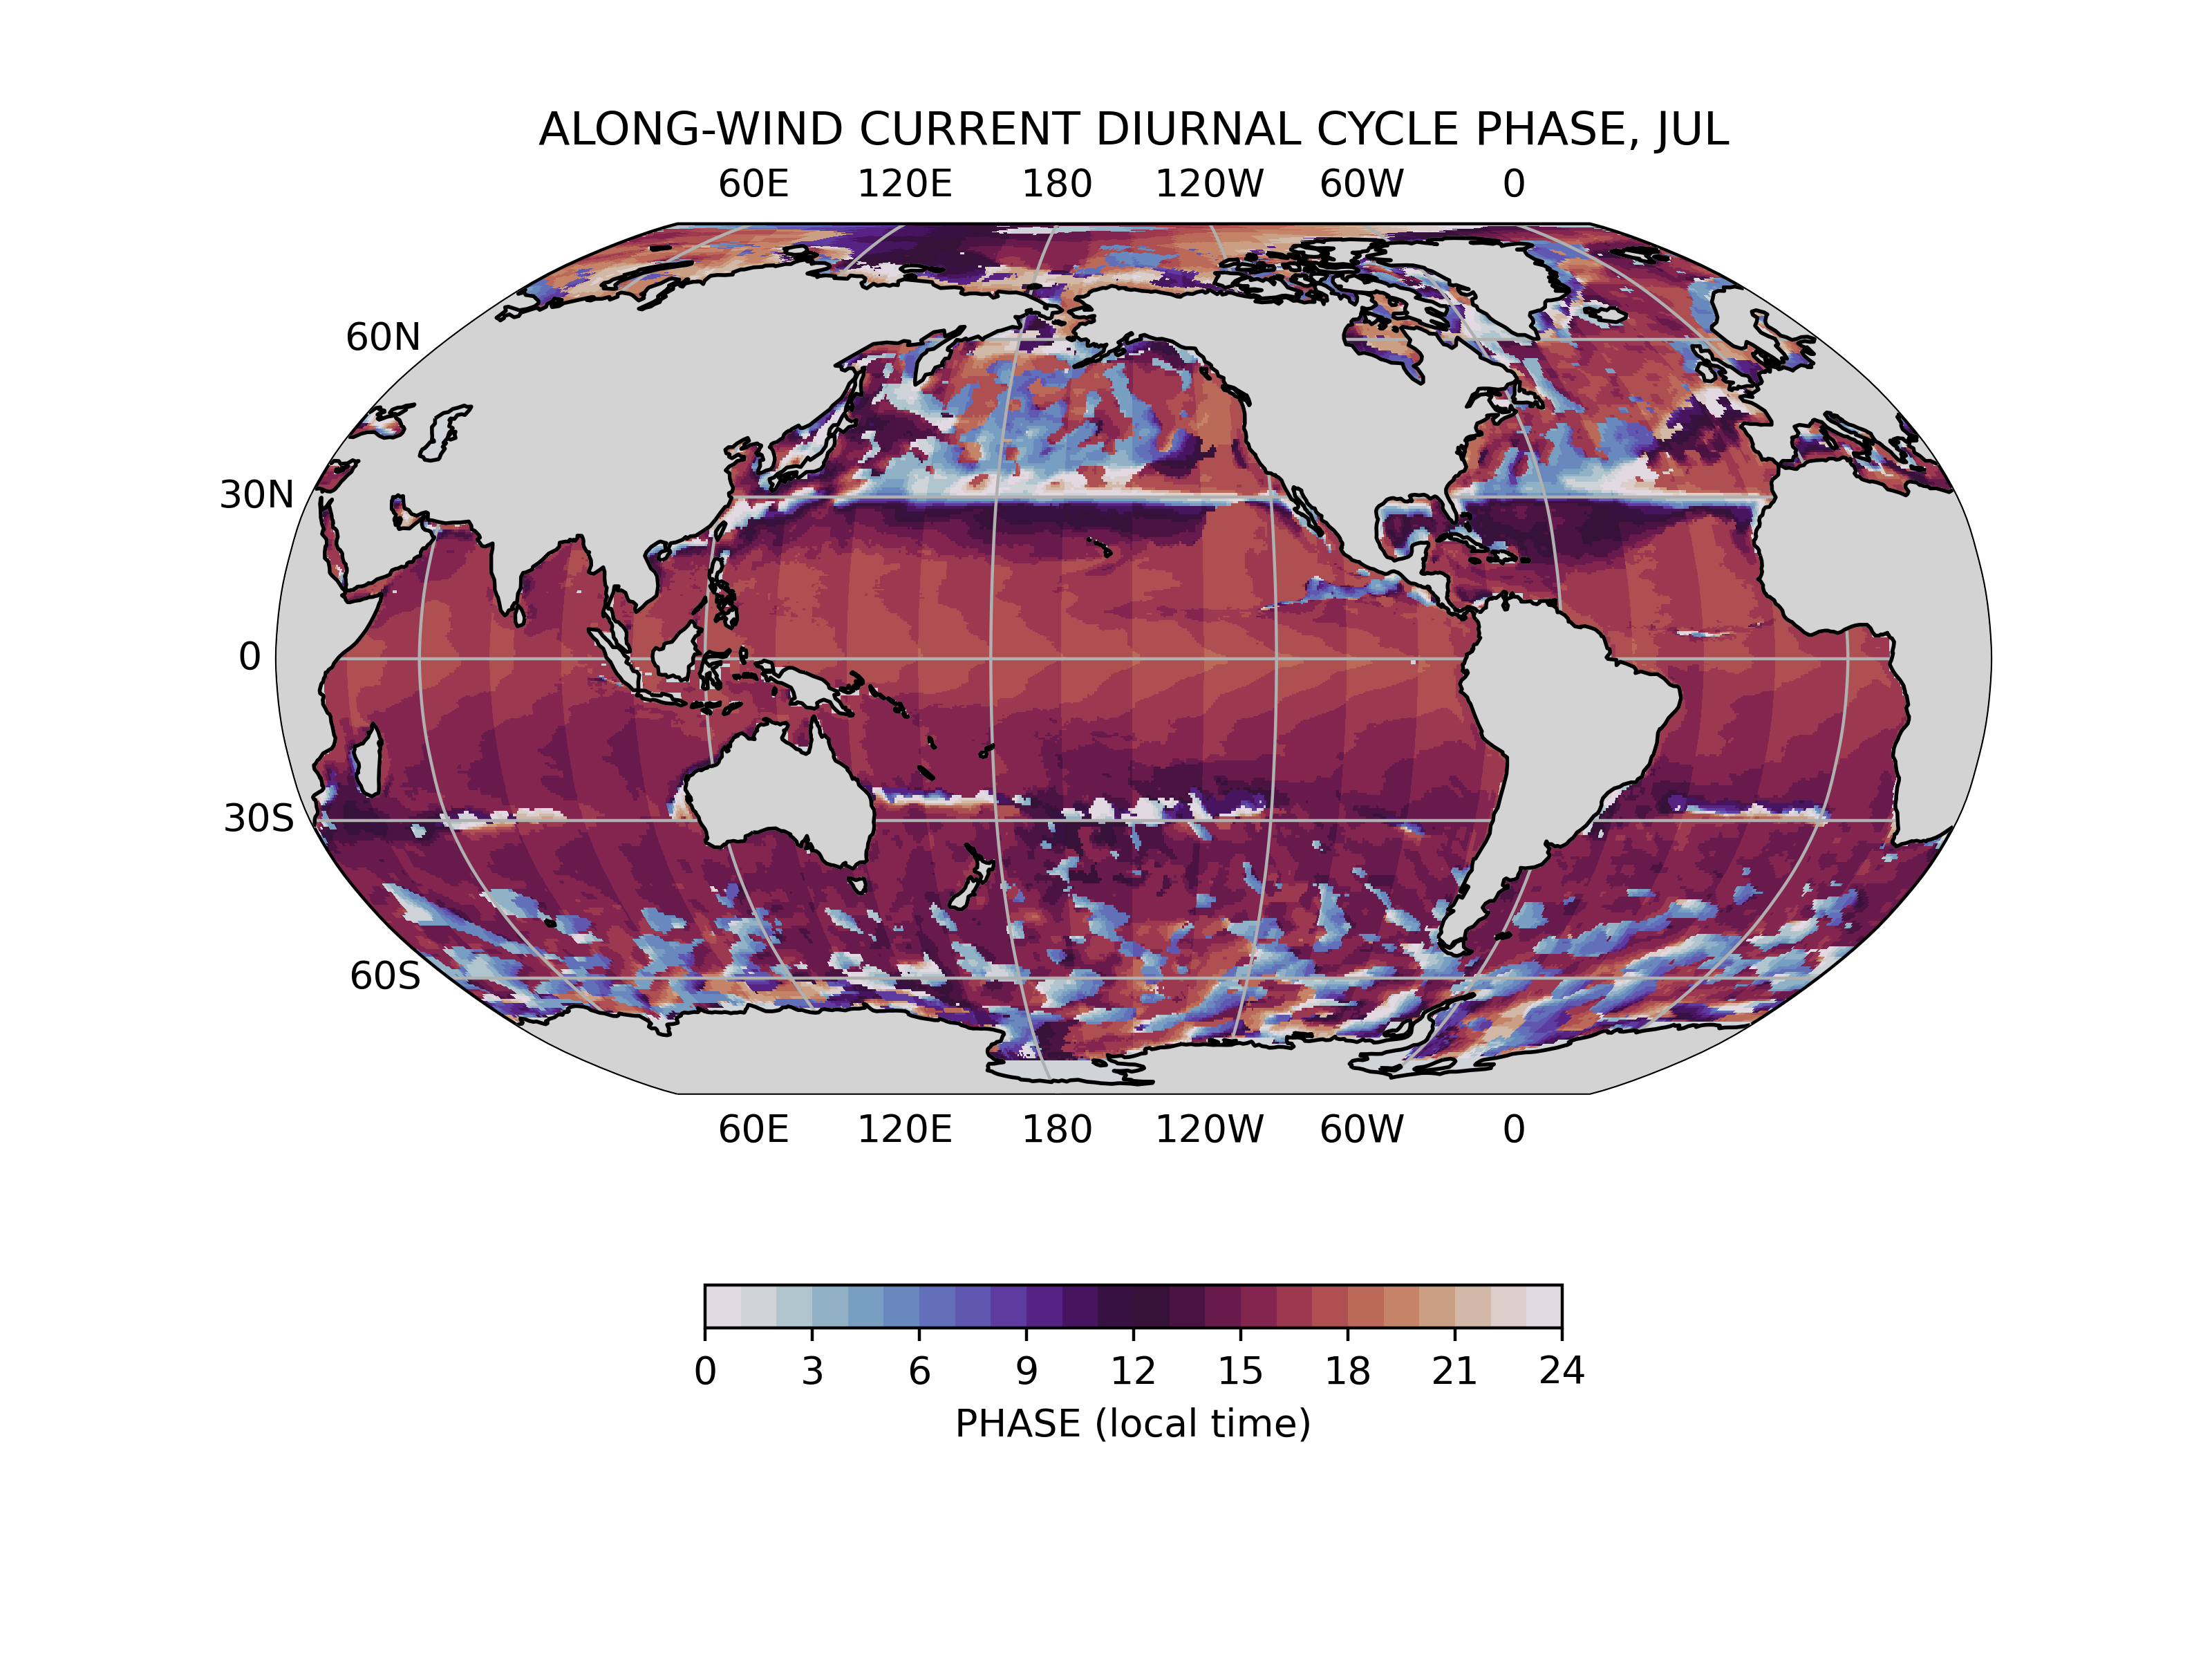 ALONG-WIND CURRENT DIURNAL CYCLE PHASE, JUL
60E 120E 180 120W 60W 0
60N
30N
0
30S
60S
60E 120E 180 120W 60W 0
0 3 6 9 12 15 18 21 24
PHASE (local time)